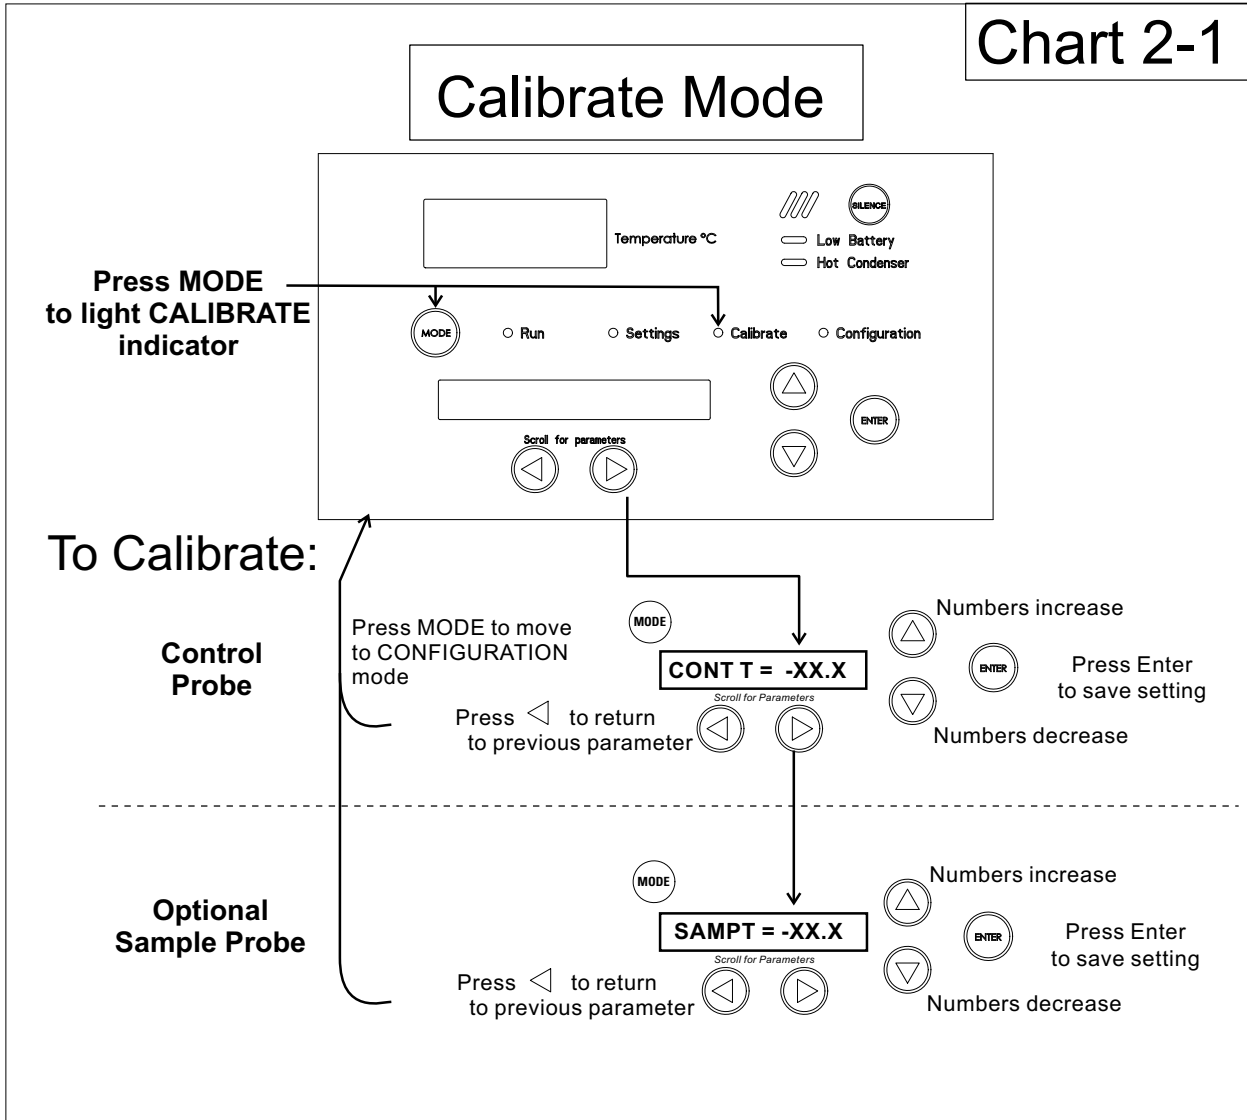 Chart 2-1
Calibrate Mode
SILENCE
Temperature °C
Low Battery
Hot Condenser
Press MODE
to light CALIBRATE
indicator
MODE
Run
Settings
Calibrate
Configuration
ENTER
Scroll for parameters
To Calibrate:
Control
Probe
Press MODE to move
to CONFIGURATION
mode
MODE
CONT T = -XX.X
Scroll for Parameters
Press ◁ to return
to previous parameter
Numbers increase
ENTER
Press Enter
to save setting
Numbers decrease
Optional
Sample Probe
MODE
SAMPT = -XX.X
Scroll for Parameters
Press ◁ to return
to previous parameter
Numbers increase
ENTER
Press Enter
to save setting
Numbers decrease